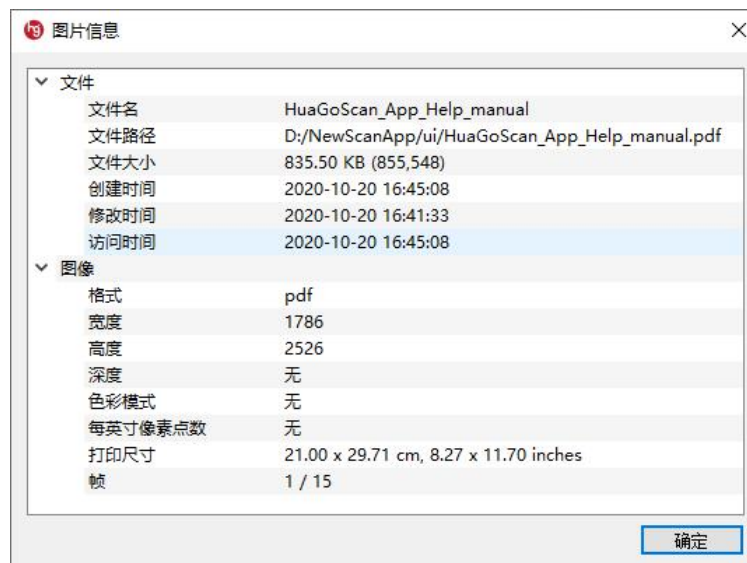 hg 图片信息
文件
文件名 HuaGoScan_App_Help_manual
文件路径 D:/NewScanApp/ui/HuaGoScan_App_Help_manual.pdf
文件大小 835.50 KB (855,548)
创建时间 2020-10-20 16:45:08
修改时间 2020-10-20 16:41:33
访问时间 2020-10-20 16:45:08
图像
格式 pdf
宽度 1786
高度 2526
深度 无
色彩模式 无
每英寸像素点数 无
打印尺寸 21.00 x 29.71 cm, 8.27 x 11.70 inches
帧 1 / 15
确定